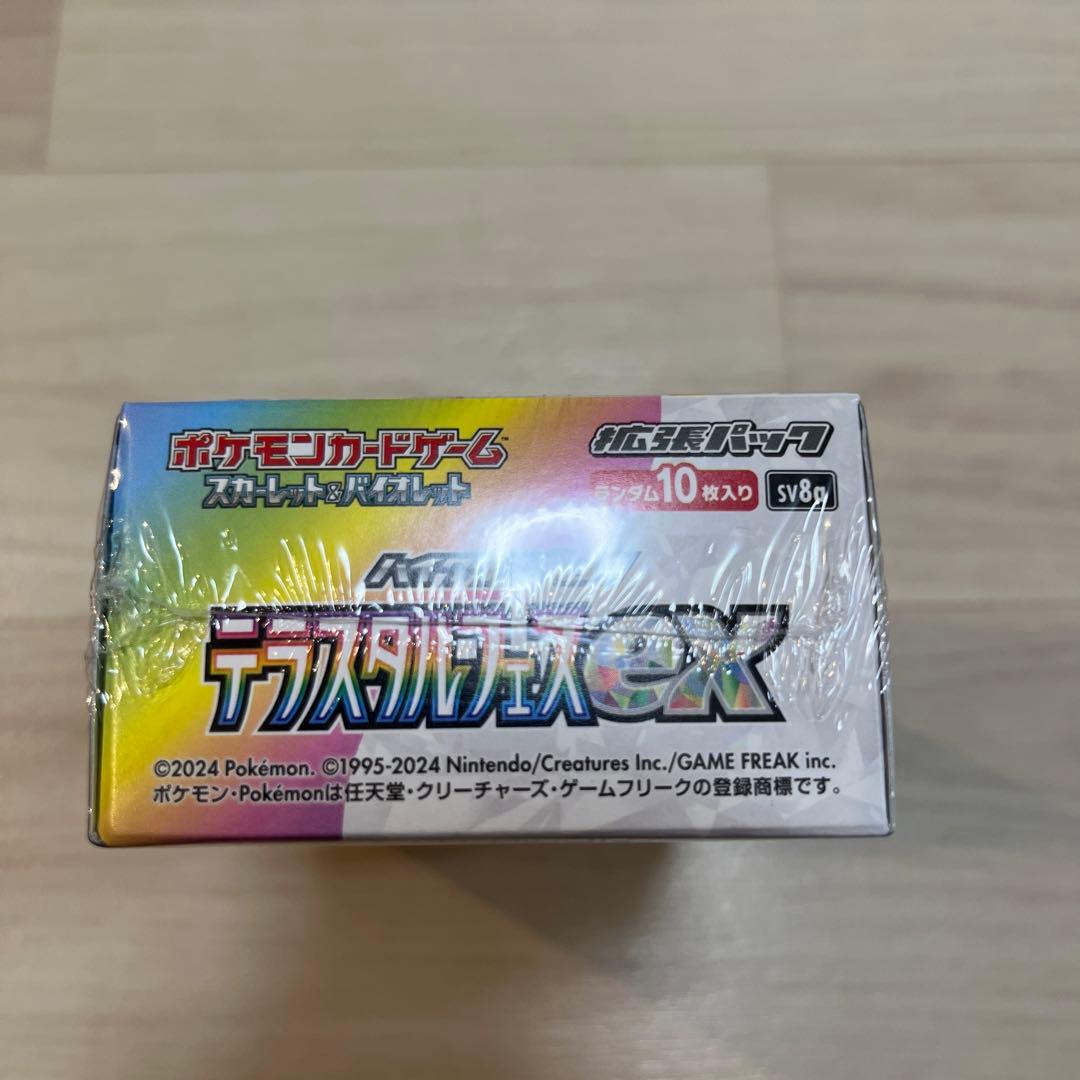 ポケモンカードゲーム™
スカーレット&バイオレット
拡張パック
ランダム10枚入り
SV8a
テラスタルフェスex
©2024 Pokémon. ©1995-2024 Nintendo/Creatures Inc./GAME FREAK inc.
ポケモン・Pokémonは任天堂・クリーチャーズ・ゲームフリークの登録商標です。